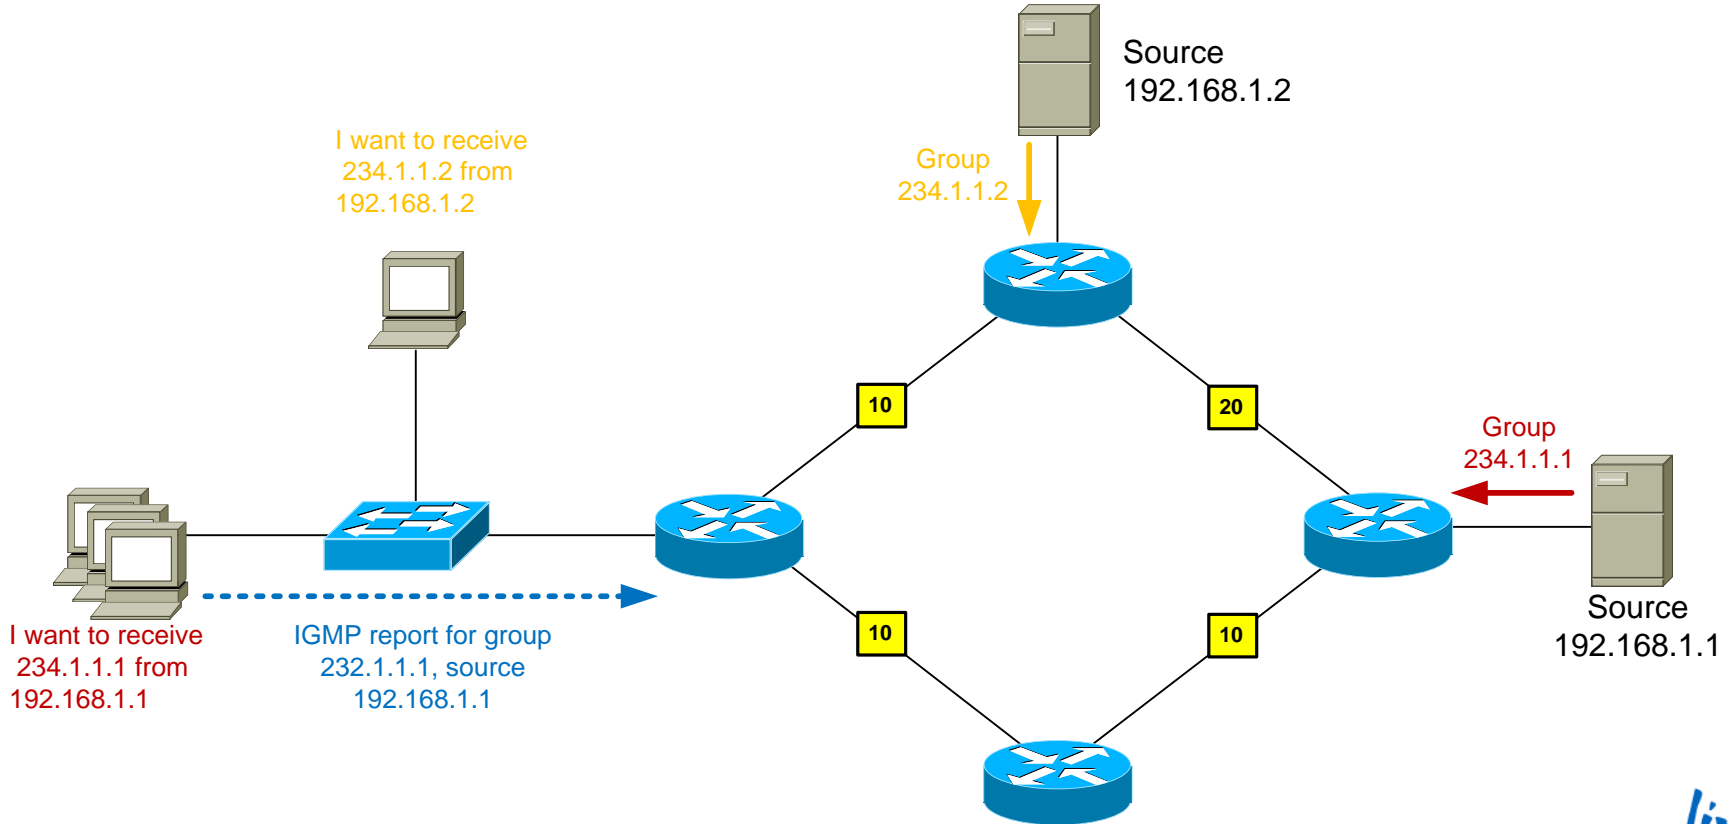 Source
192.168.1.2
I want to receive
234.1.1.2 from
192.168.1.2
Group
234.1.1.2
10
20
Group
234.1.1.1
I want to receive
234.1.1.1 from
192.168.1.1
IGMP report for group
232.1.1.1, source
192.168.1.1
10
10
Source
192.168.1.1